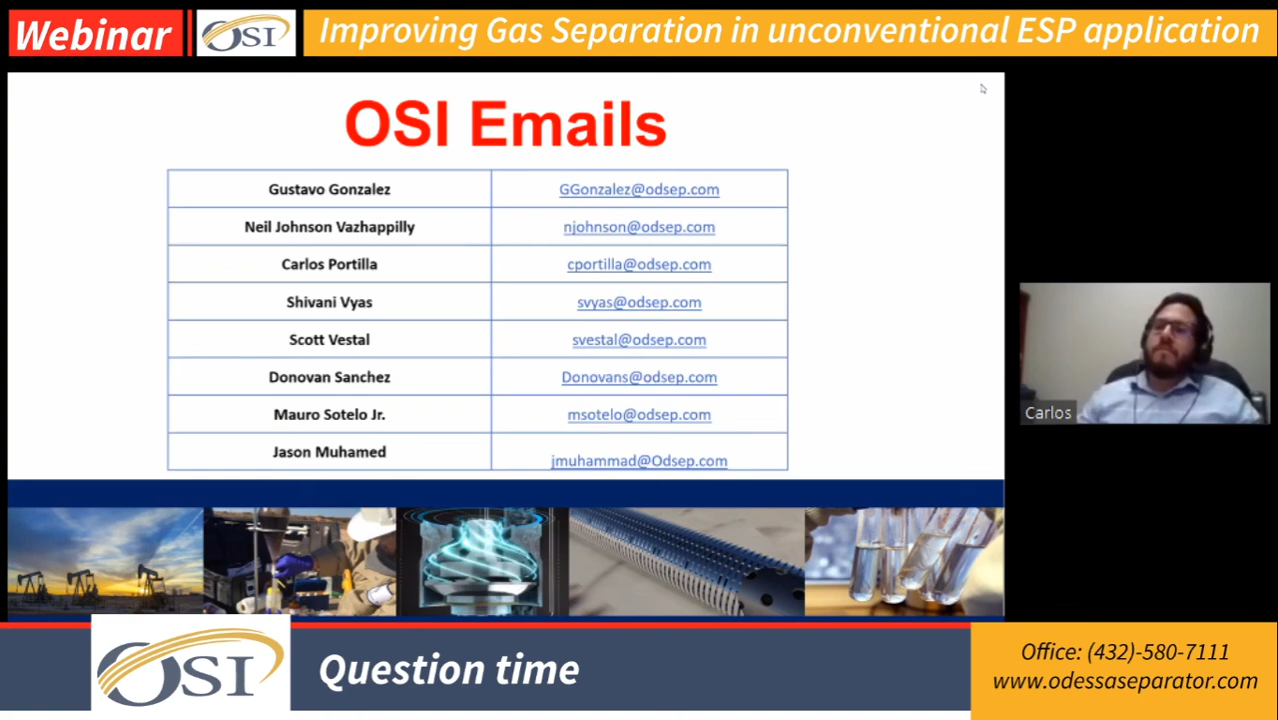 Webinar
OSI
Improving Gas Separation in unconventional ESP application
OSI Emails
Gustavo Gonzalez GGonzalez@odsep.com
Neil Johnson Vazhappilly njohnson@odsep.com
Carlos Portilla cportilla@odsep.com
Shivani Vyas svyas@odsep.com
Scott Vestal svestal@odsep.com
Donovan Sanchez Donovans@odsep.com
Mauro Sotelo Jr. msotelo@odsep.com
Jason Muhamed jmuhammad@Odsep.com
Carlos
OSI
Question time
Office: (432)-580-7111
www.odessaseparator.com